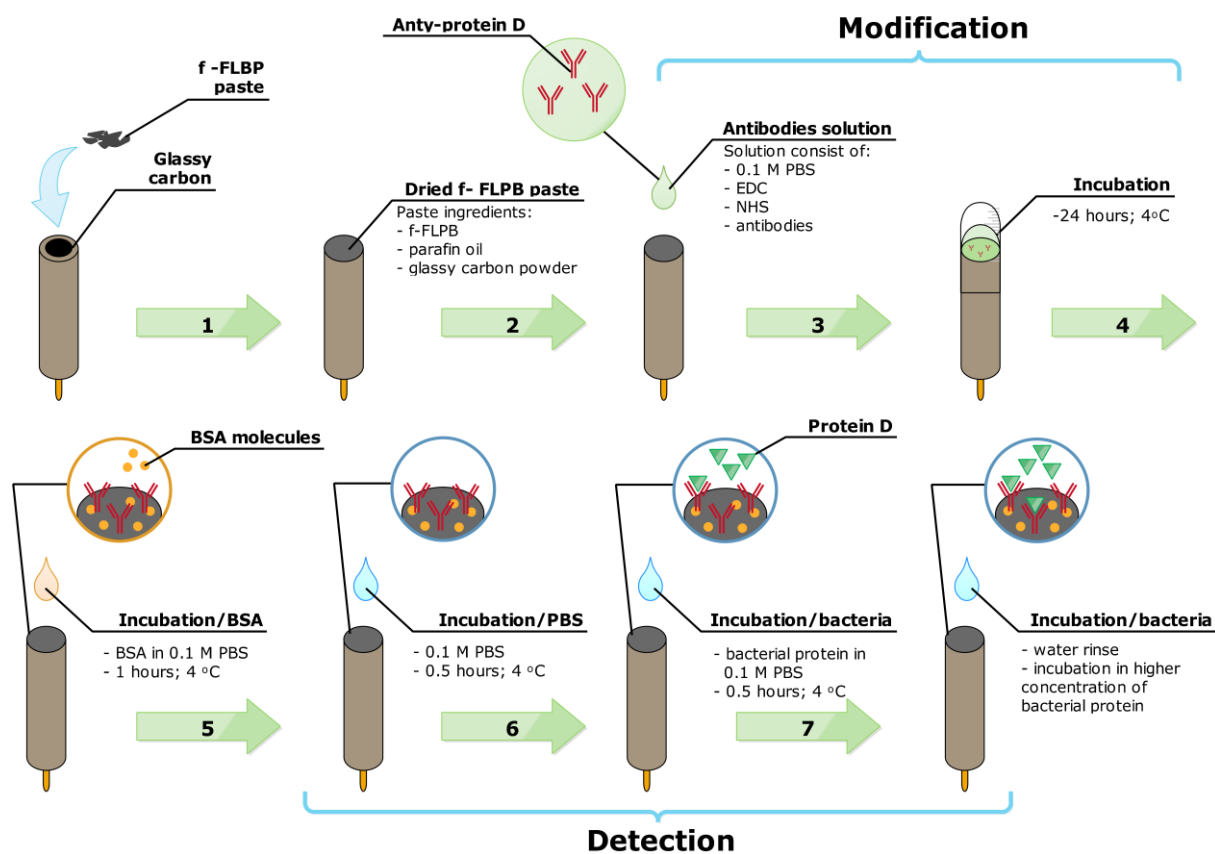 Modification
Anty-protein D
f -FLBP
paste
Glassy
carbon
Dried f- FLPB paste
Paste ingredients:
- f-FLPB
- parafin oil
- glassy carbon powder
Antibodies solution
Solution consist of:
- 0.1 M PBS
- EDC
- NHS
- antibodies
Incubation
-24 hours; 4ºC
1
2
3
4
BSA molecules
Incubation/BSA
- BSA in 0.1 M PBS
- 1 hours; 4 ºC
Incubation/PBS
- 0.1 M PBS
- 0.5 hours; 4 ºC
Protein D
Incubation/bacteria
- bacterial protein in
0.1 M PBS
- 0.5 hours; 4 ºC
Incubation/bacteria
- water rinse
- incubation in higher
concentration of
bacterial protein
5
6
7
Detection